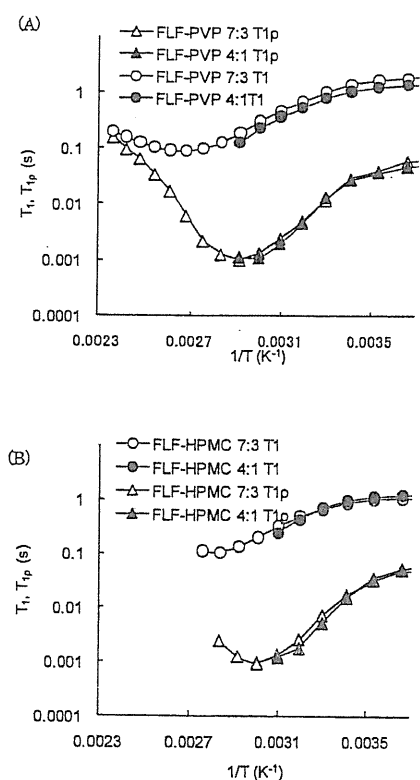 (A)
FLF-PVP 7:3 T1p
FLF-PVP 4:1 T1p
FLF-PVP 7:3 T1
FLF-PVP 4:1T1
T₁, T₁ρ (s)
1
0.1
0.01
0.001
0.0001
0.0023 0.0027 0.0031 0.0035
1/T (K⁻¹)
(B)
FLF-HPMC 7:3 T1
FLF-HPMC 4:1 T1
FLF-HPMC 7:3 T1p
FLF-HPMC 4:1 T1p
T₁, T₁ρ (s)
1
0.1
0.01
0.001
0.0001
0.0023 0.0027 0.0031 0.0035
1/T (K⁻¹)